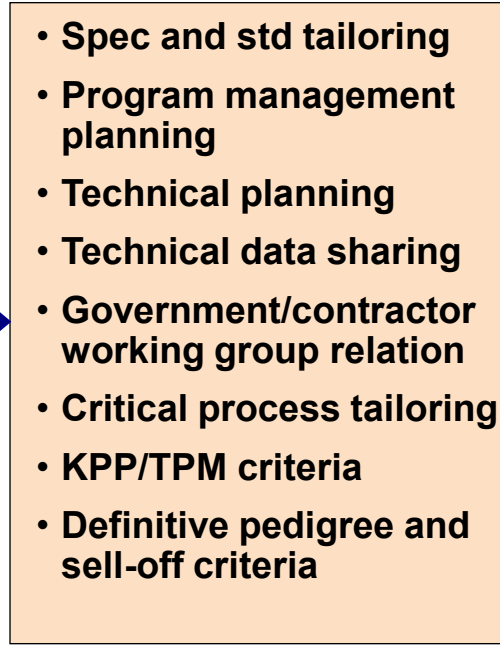 • Spec and std tailoring
• Program management
planning
• Technical planning
• Technical data sharing
• Government/contractor
working group relation
• Critical process tailoring
• KPP/TPM criteria
• Definitive pedigree and
sell-off criteria